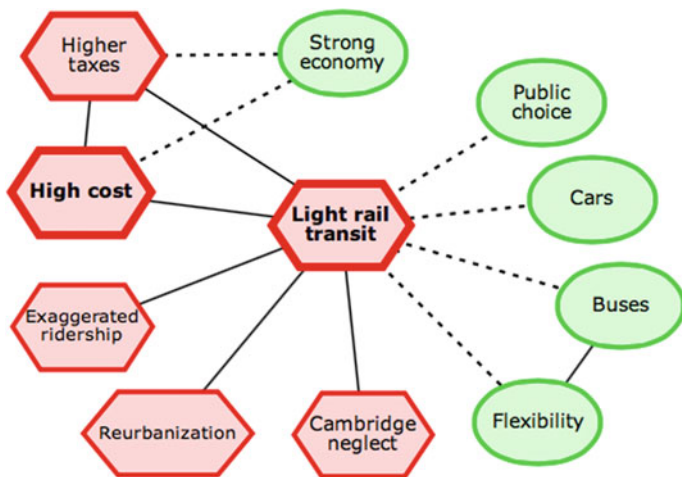 Higher
taxes
Strong
economy
Public
choice
High cost
Cars
Light rail
transit
Buses
Exaggerated
ridership
Flexibility
Reurbanization
Cambridge
neglect